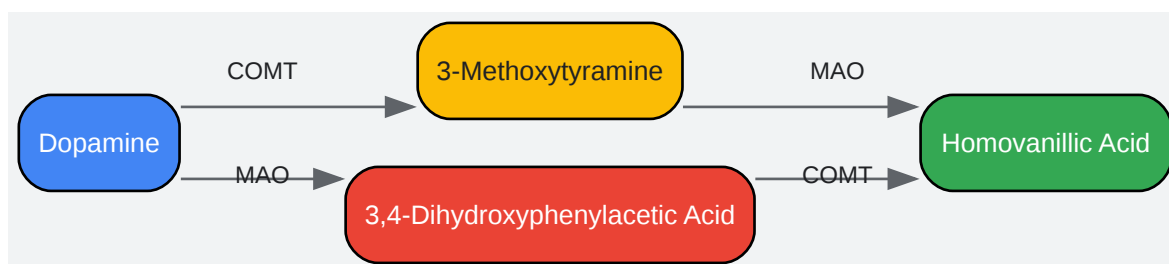 COMT
3-Methoxytyramine
MAO
Dopamine
Homovanillic Acid
MAO
COMT
3,4-Dihydroxyphenylacetic Acid